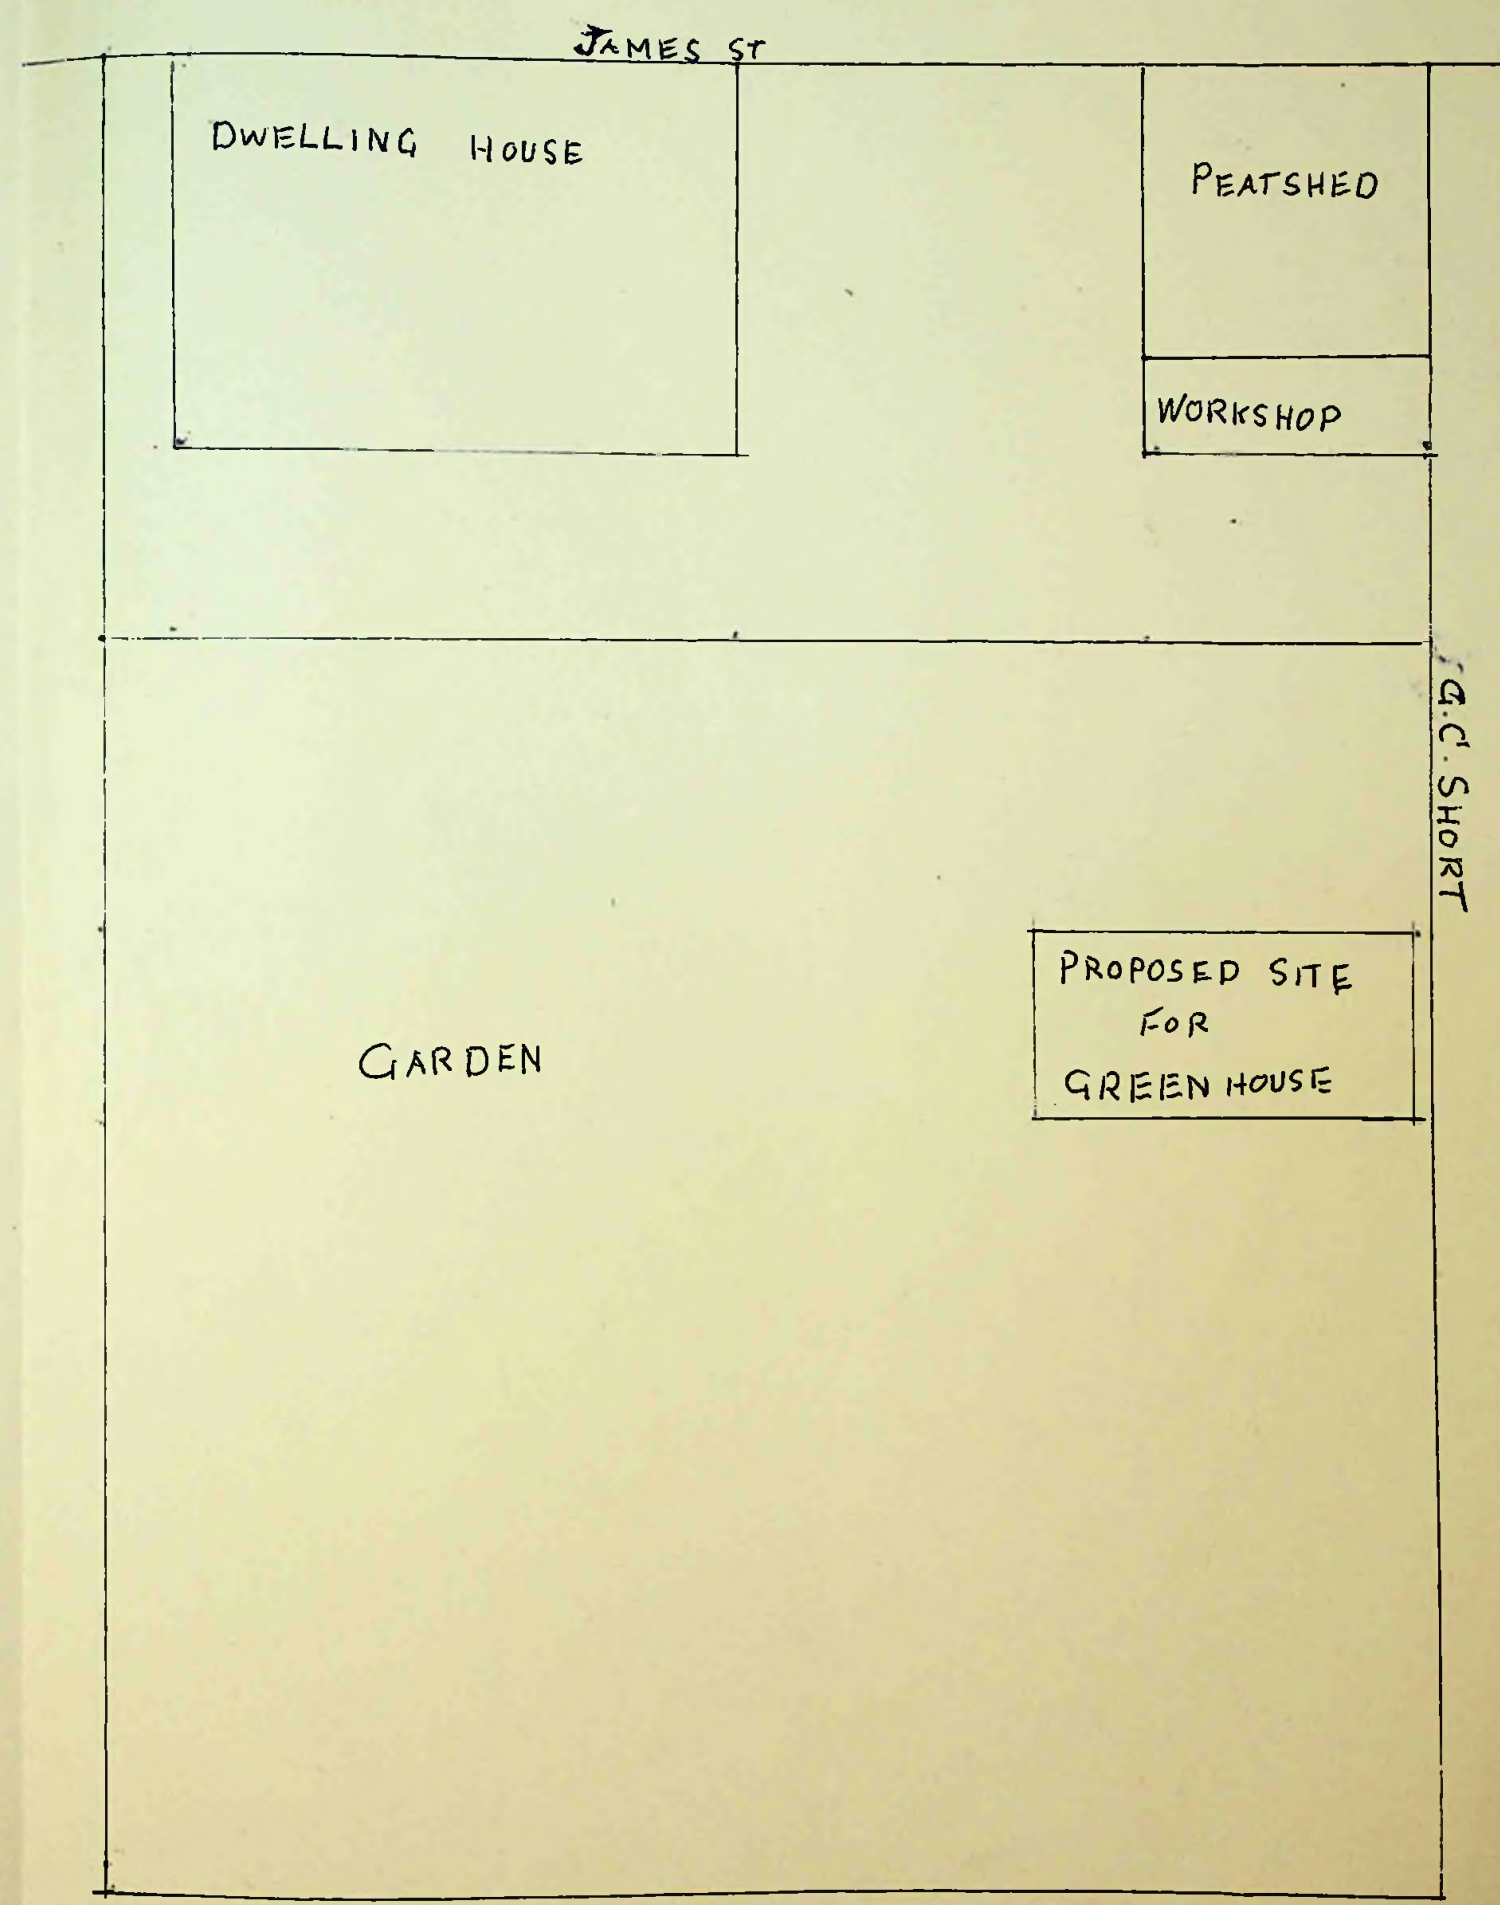 JAMES ST
DWELLING HOUSE
PEATSHED
WORKSHOP
G.C. SHORT
PROPOSED SITE
FOR
GREEN HOUSE
GARDEN